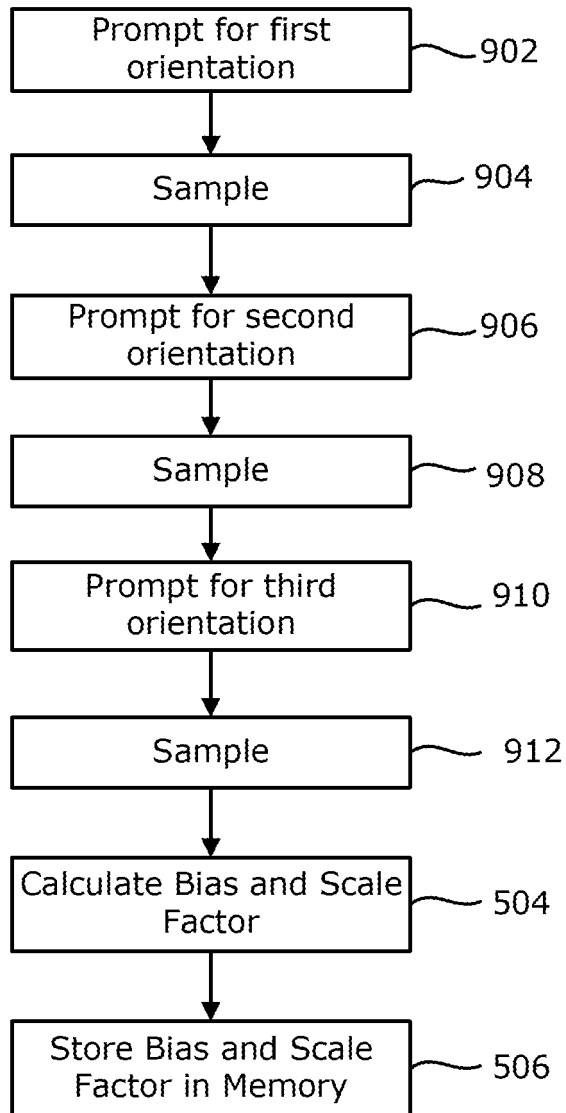 Prompt for first
orientation
902
Sample
904
Prompt for second
orientation
906
Sample
908
Prompt for third
orientation
910
Sample
912
Calculate Bias and Scale
Factor
504
Store Bias and Scale
Factor in Memory
506